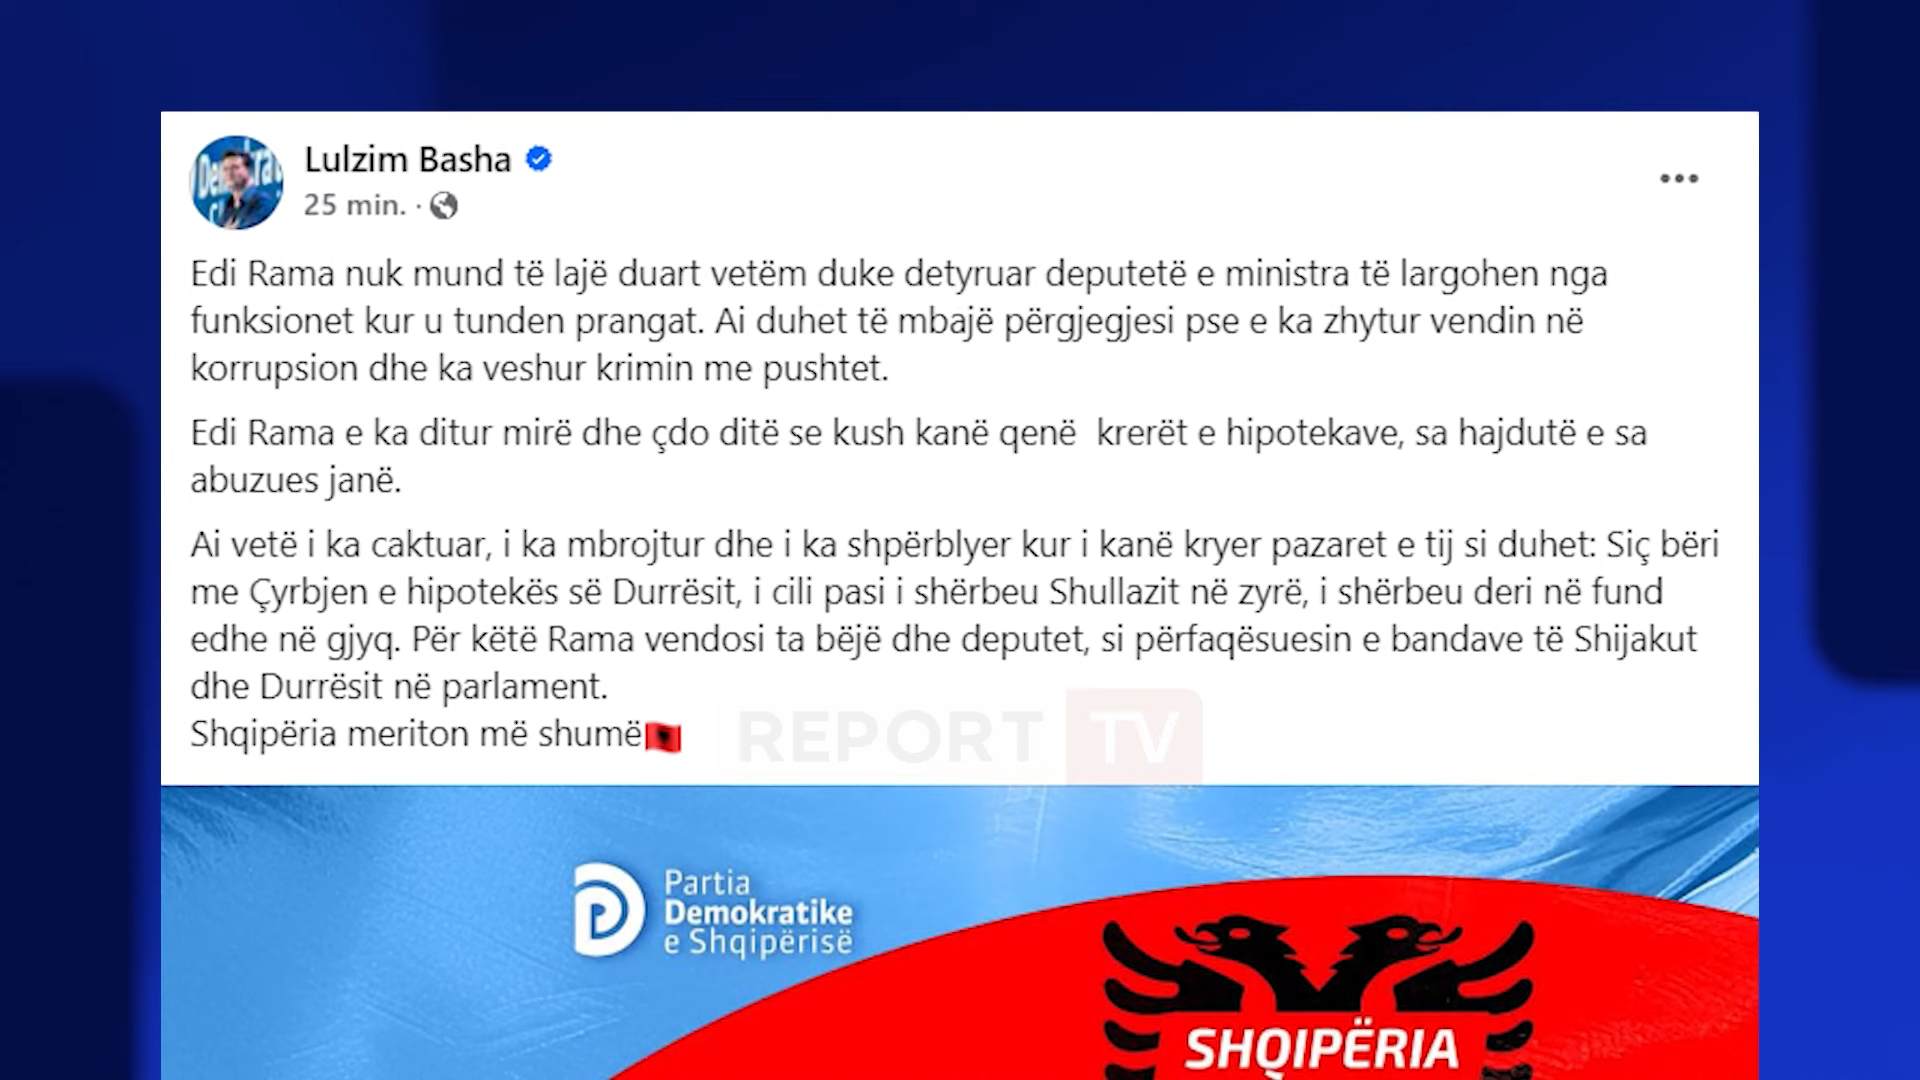 Lulzim Basha
25 min. ·
Edi Rama nuk mund të lajë duart vetëm duke detyruar deputetë e ministra të largohen nga
funksionet kur u tunden prangat. Ai duhet të mbajë përgjegjesi pse e ka zhytur vendin në
korrupsion dhe ka veshur krimin me pushtet.
Edi Rama e ka ditur mirë dhe çdo ditë se kush kanë qenë  krerët e hipotekave, sa hajdutë e sa
abuzues janë.
Ai vetë i ka caktuar, i ka mbrojtur dhe i ka shpërblyer kur i kanë kryer pazaret e tij si duhet: Siç bëri
me Çyrbjen e hipotekës së Durrësit, i cili pasi i shërbeu Shullazit në zyrë, i shërbeu deri në fund
edhe në gjyq. Për këtë Rama vendosi ta bëjë dhe deputet, si përfaqësuesin e bandave të Shijakut
dhe Durrësit në parlament.
Shqipëria meriton më shumë
REPORT TV
Partia
Demokratike
e Shqipërisë
SHQIPËRIA